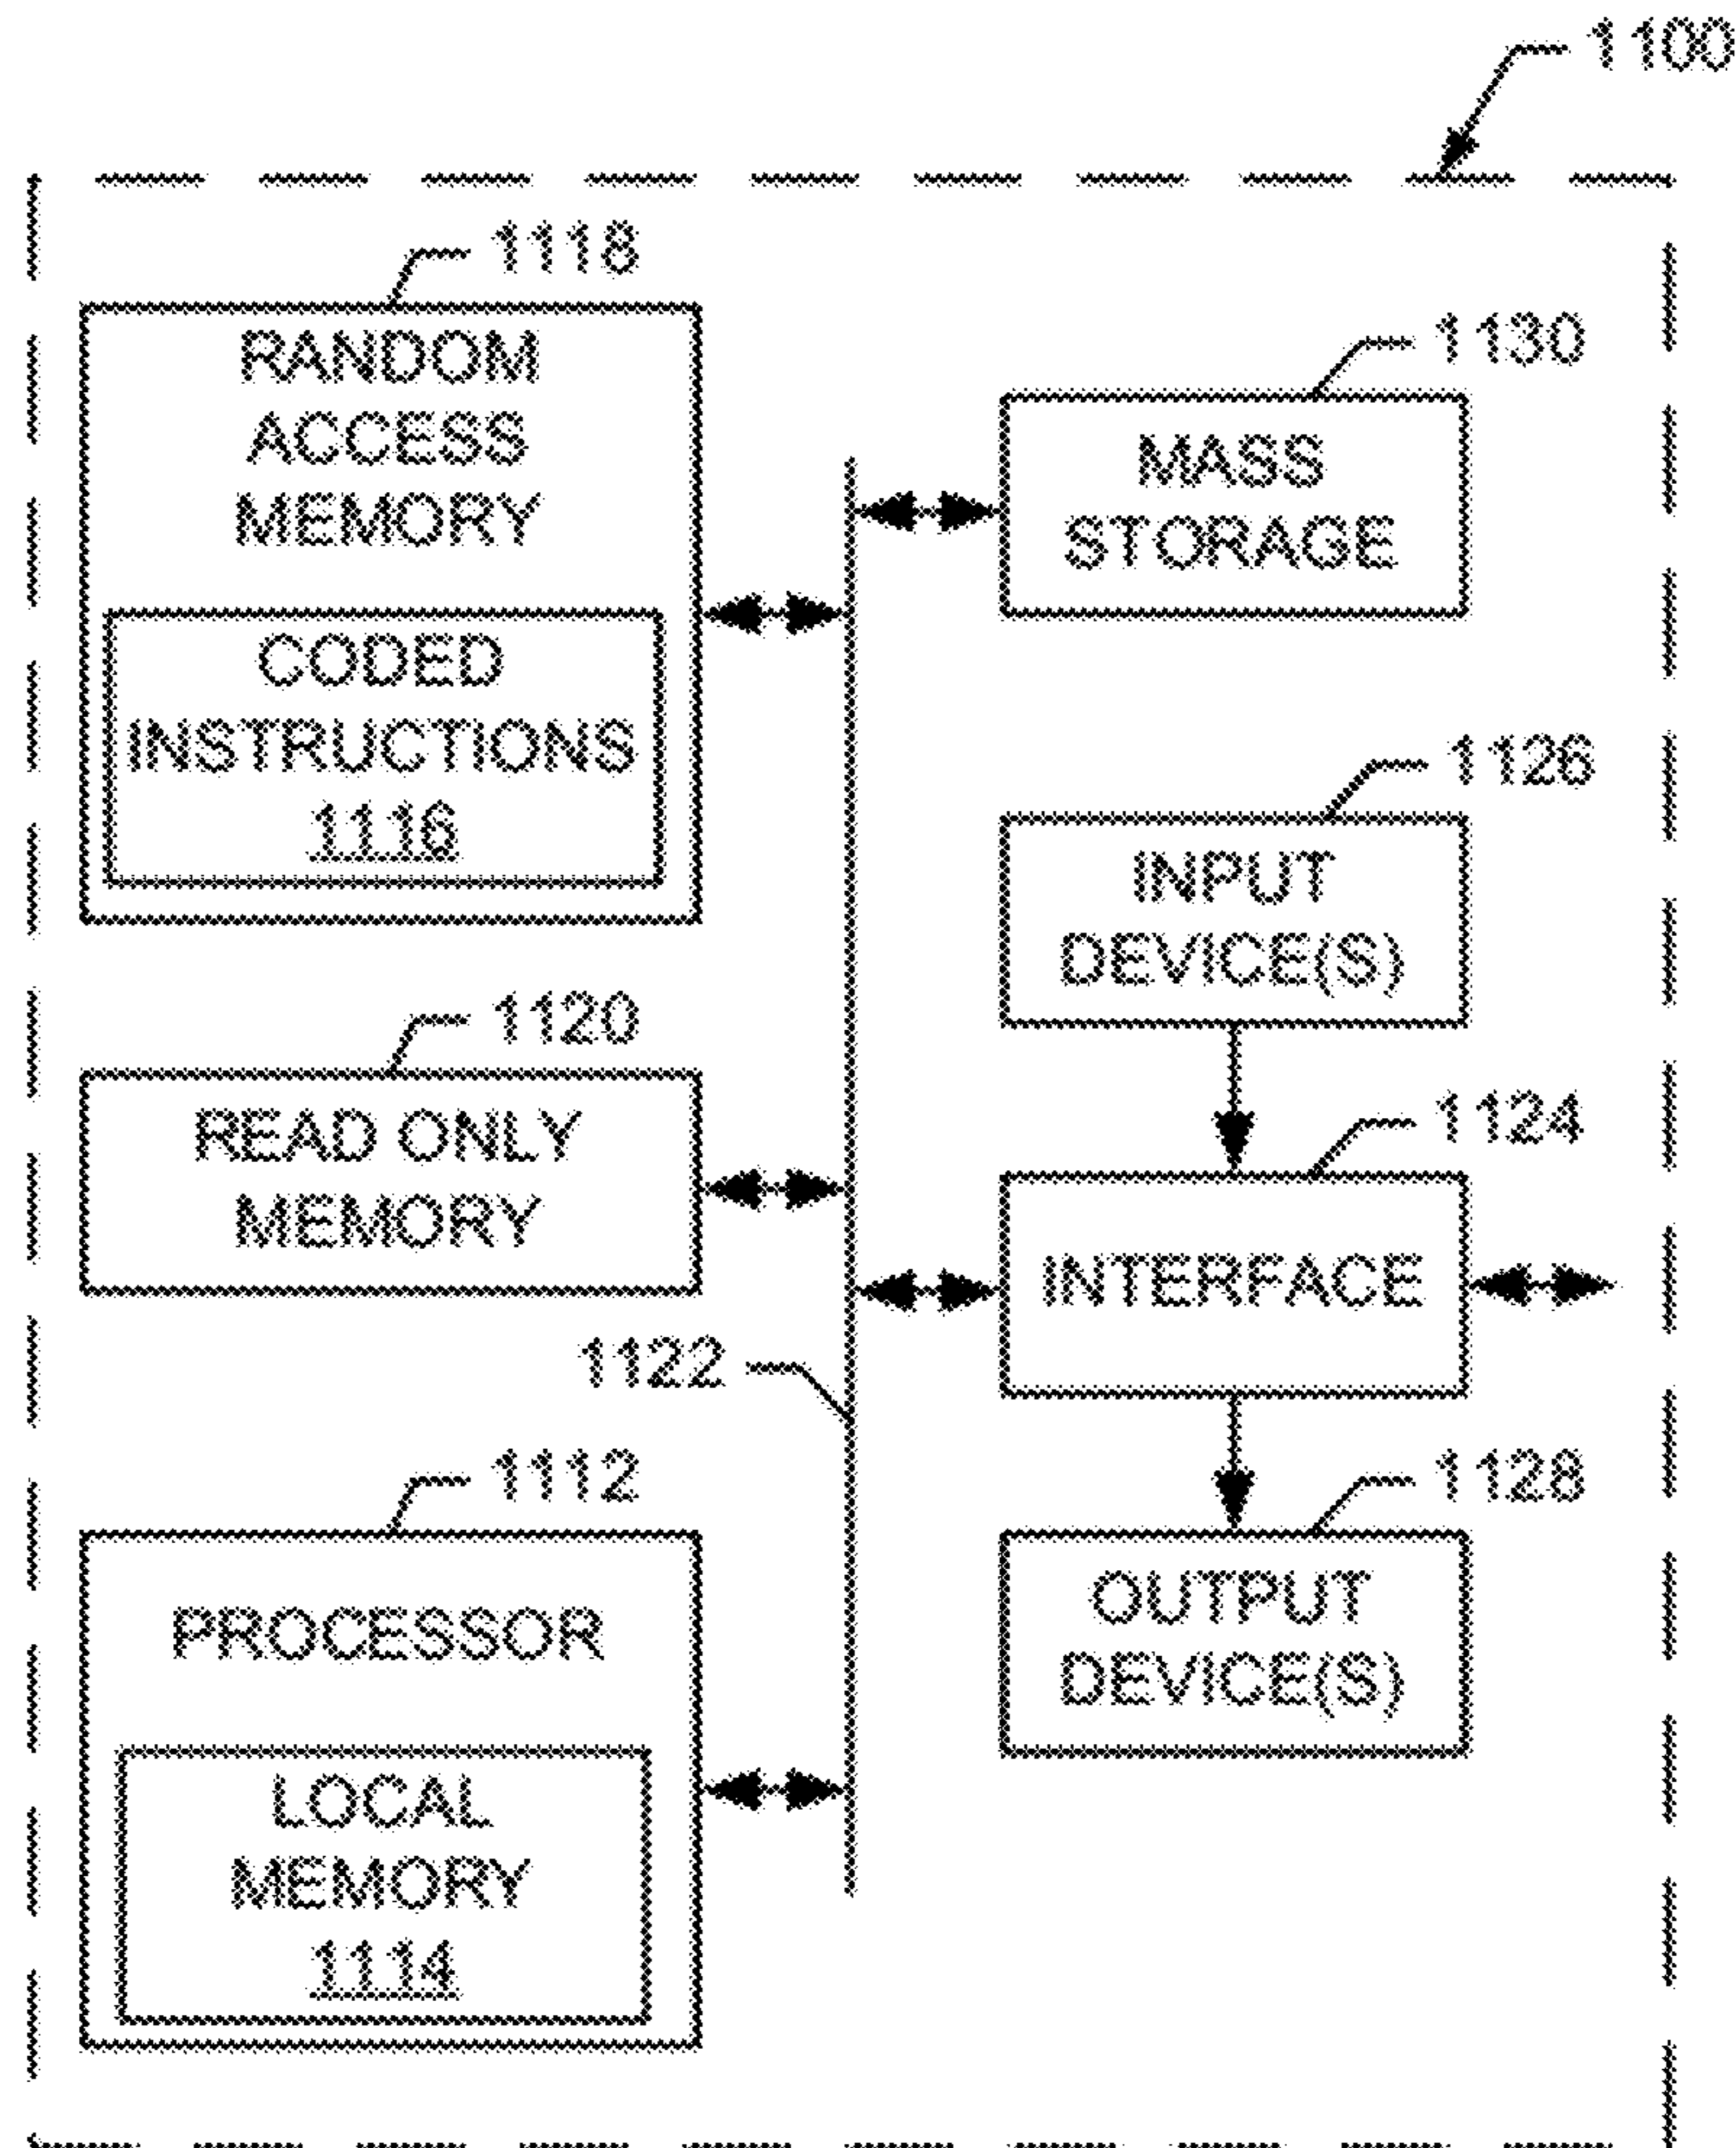 1100
1118
RANDOM
ACCESS
MEMORY
CODED
INSTRUCTIONS
1116
1130
MASS
STORAGE
1126
INPUT
DEVICE(S)
1120
READ ONLY
MEMORY
1124
INTERFACE
1122
1112
PROCESSOR
LOCAL
MEMORY
1114
1128
OUTPUT
DEVICE(S)